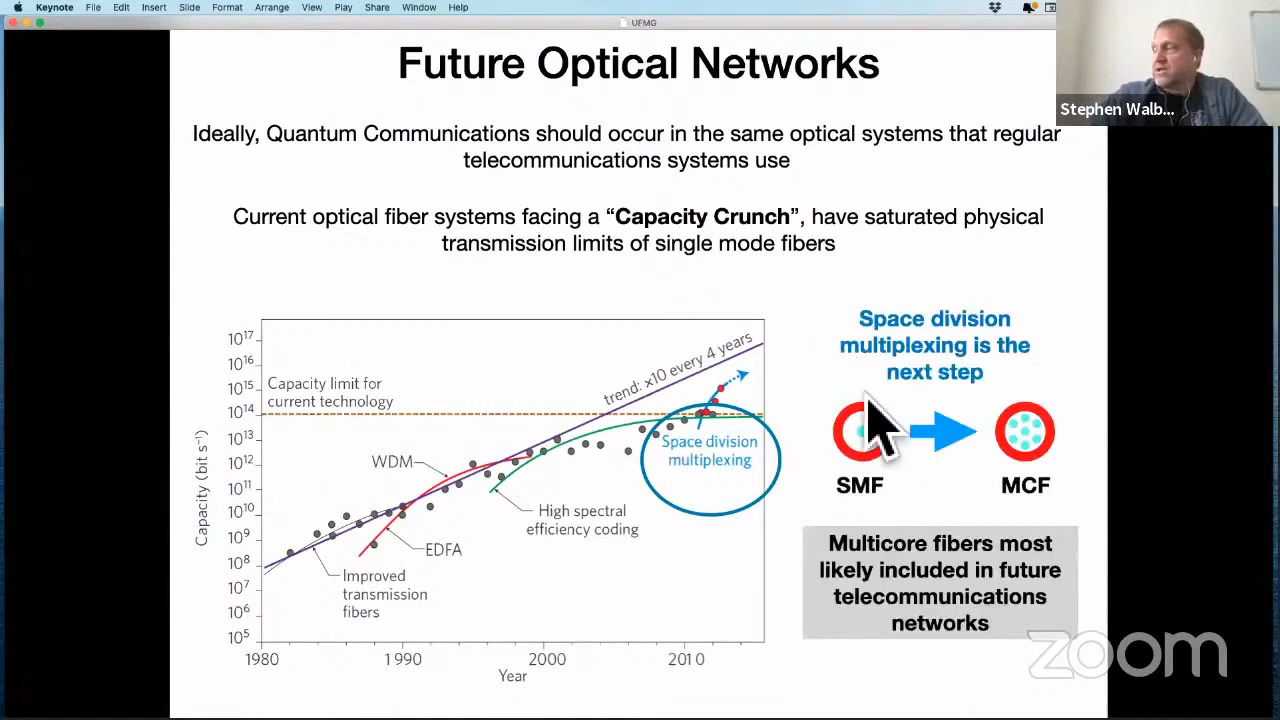 Keynote File Edit Insert Slide Format Arrange View Play Share Window Help
UFMG
Future Optical Networks
Stephen Walb...
Ideally, Quantum Communications should occur in the same optical systems that regular
telecommunications systems use
Current optical fiber systems facing a “Capacity Crunch”, have saturated physical
transmission limits of single mode fibers
Capacity (bit s⁻¹)
10¹⁷
10¹⁶
10¹⁵
10¹⁴
10¹³
10¹²
10¹¹
10¹⁰
10⁹
10⁸
10⁷
10⁶
10⁵
Capacity limit for
current technology
trend: ×10 every 4 years
WDM
EDFA
Improved
transmission
fibers
High spectral
efficiency coding
Space division
multiplexing
1980 1990 2000 2010
Year
Space division
multiplexing is the
next step
SMF MCF
Multicore fibers most
likely included in future
telecommunications
networks
zoom